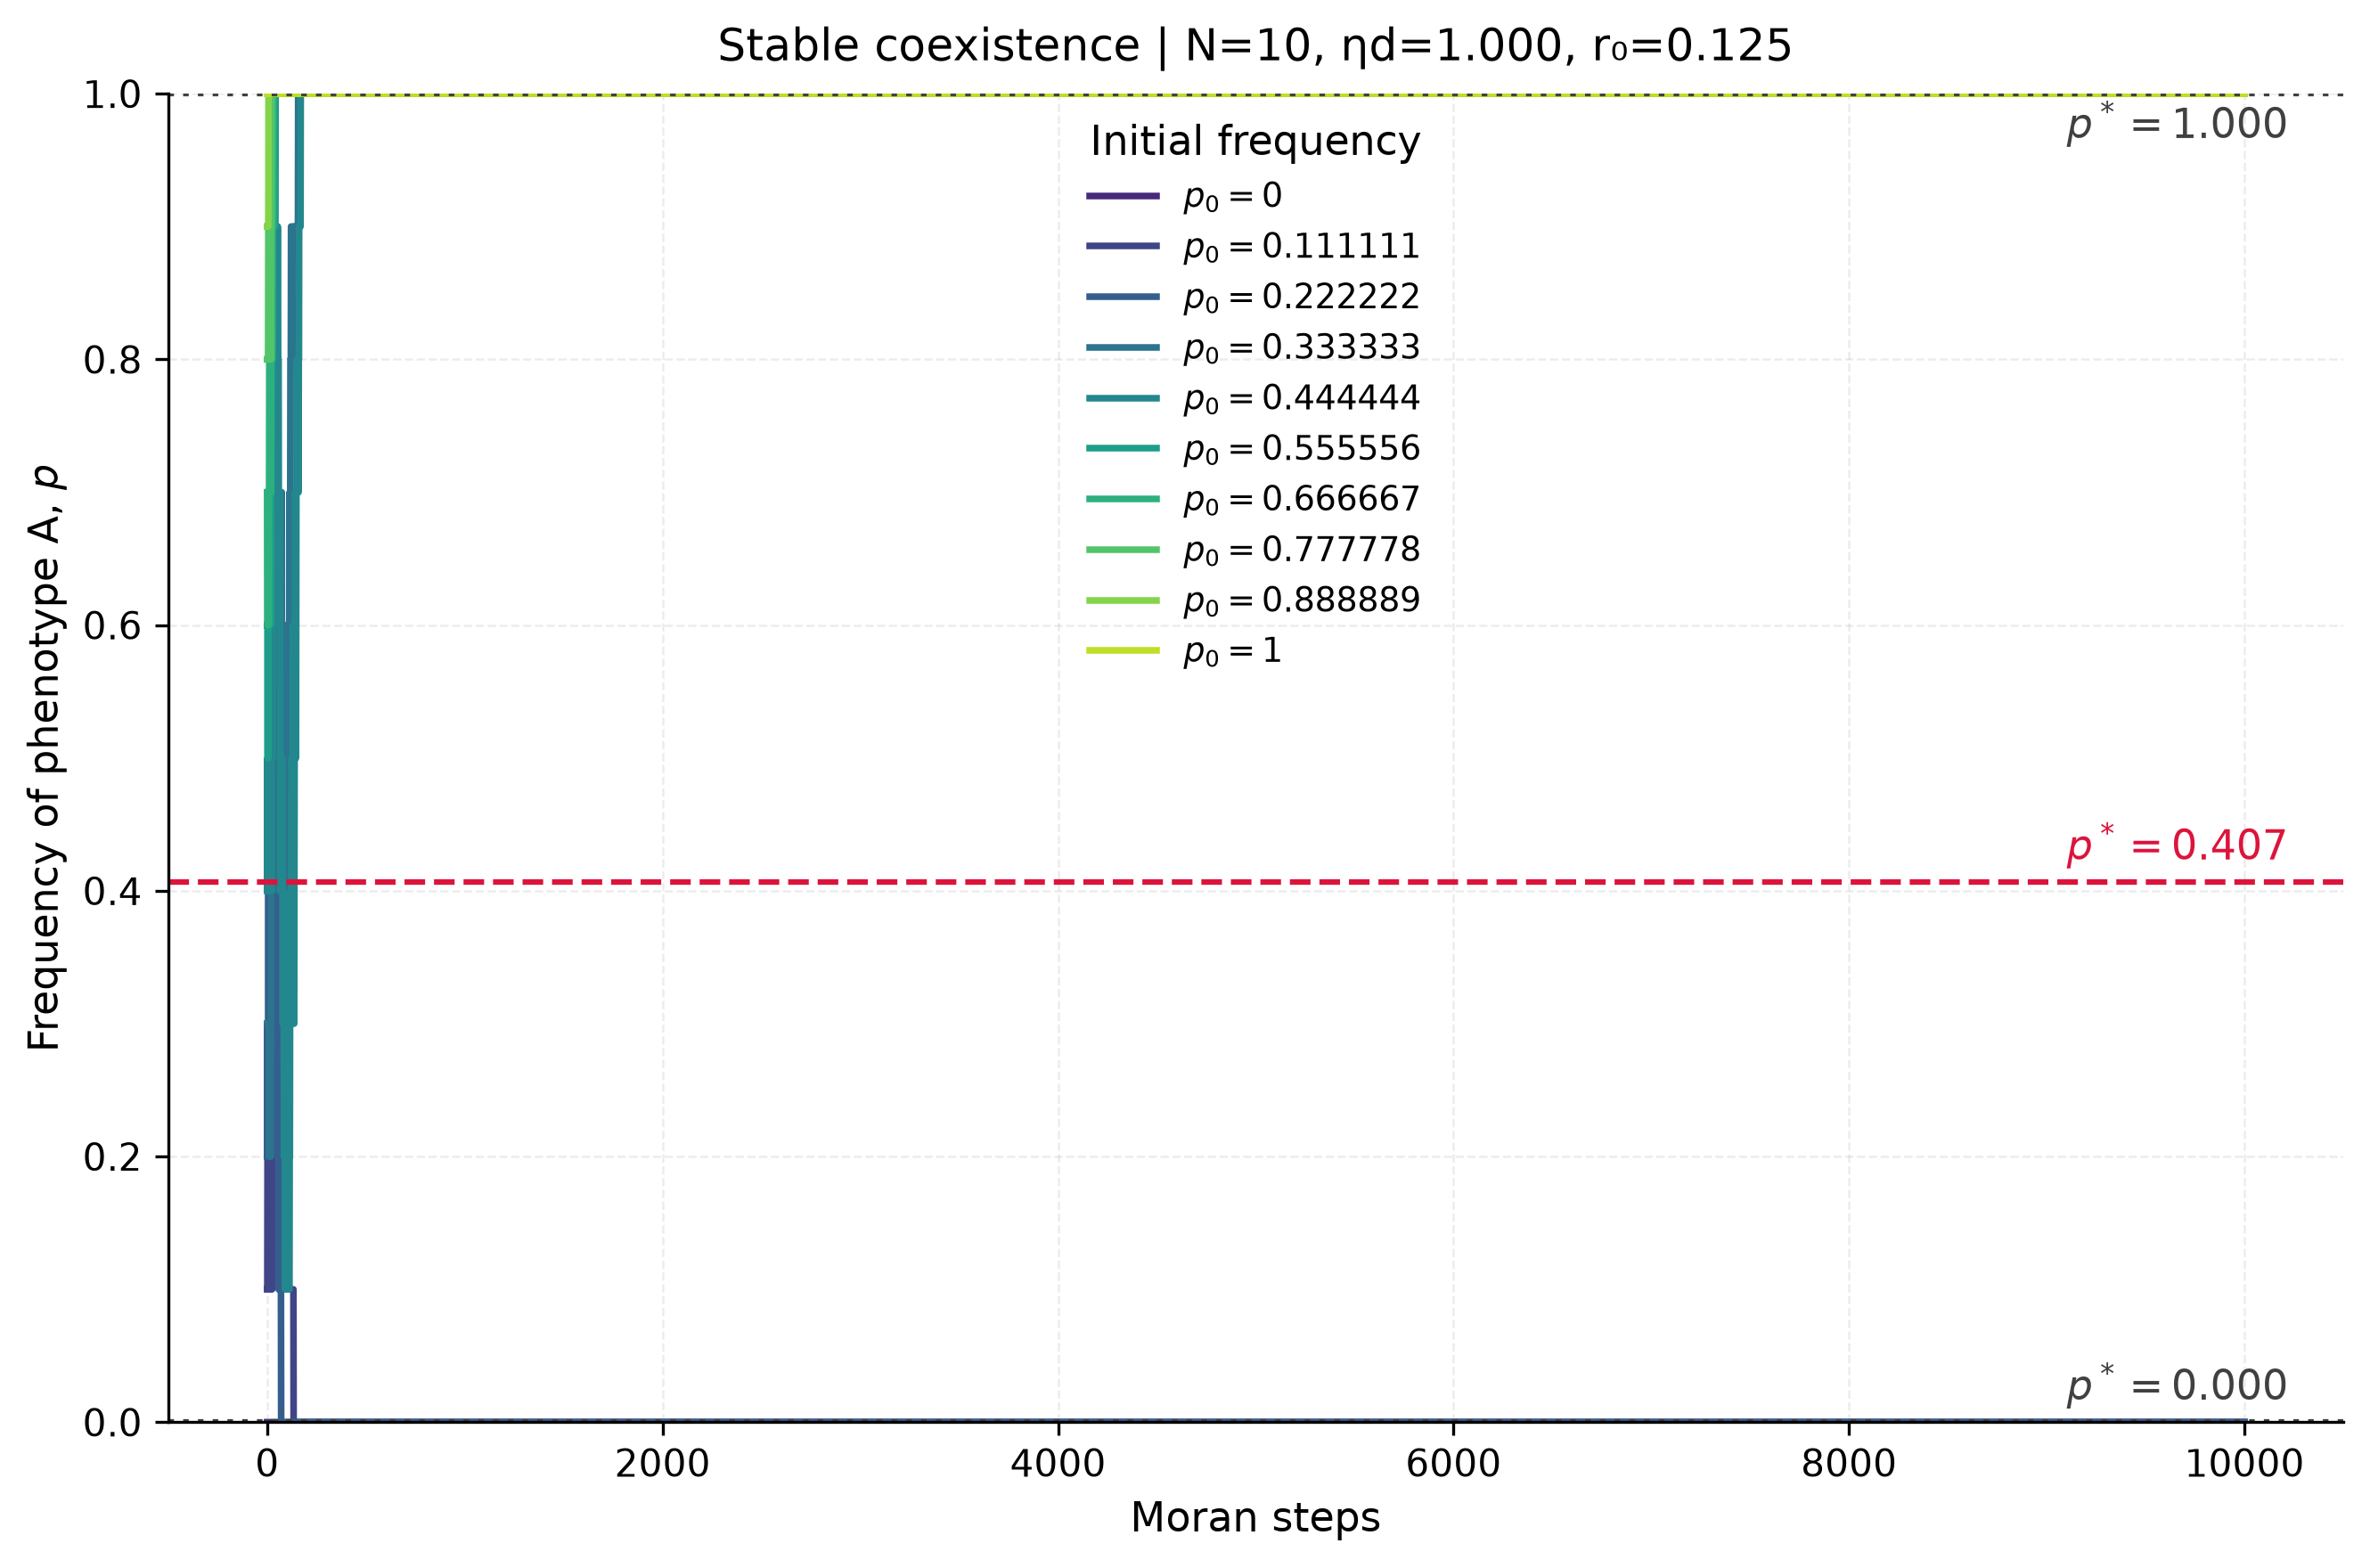 Stable coexistence | N=10, ηd=1.000, r₀=0.125
1.0
0.8
0.6
0.4
0.2
0.0
Frequency of phenotype A, p
p* = 1.000
Initial frequency
p₀ = 0
p₀ = 0.111111
p₀ = 0.222222
p₀ = 0.333333
p₀ = 0.444444
p₀ = 0.555556
p₀ = 0.666667
p₀ = 0.777778
p₀ = 0.888889
p₀ = 1
p* = 0.407
p* = 0.000
0 2000 4000 6000 8000 10000
Moran steps